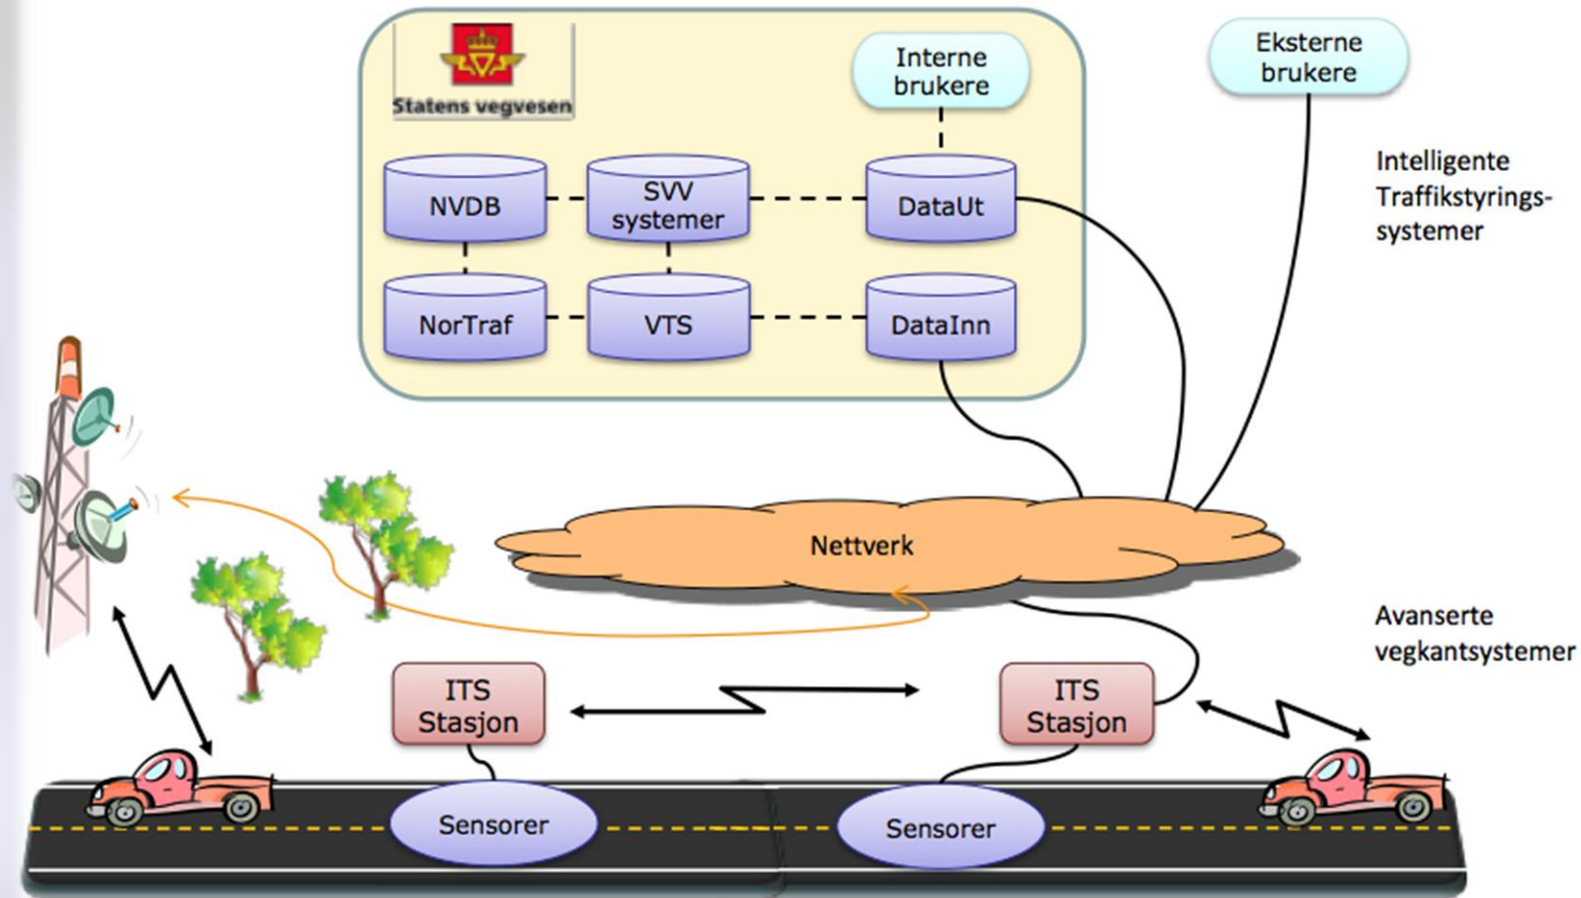 Statens vegvesen
Interne
brukere
Eksterne
brukere
Intelligente
Traffikstyrings-
systemer
NVDB
SVV
systemer
DataUt
NorTraf
VTS
DataInn
Nettverk
Avanserte
vegkantsystemer
ITS
Stasjon
ITS
Stasjon
Sensorer
Sensorer